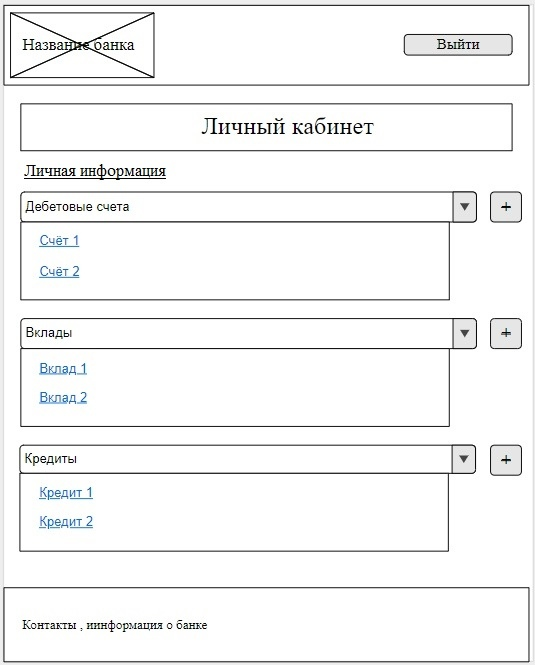 Название банка
Выйти
Личный кабинет
Личная информация
Дебетовые счета
+
Счёт 1
Счёт 2
Вклады
+
Вклад 1
Вклад 2
Кредиты
+
Кредит 1
Кредит 2
Контакты , иинформация о банке